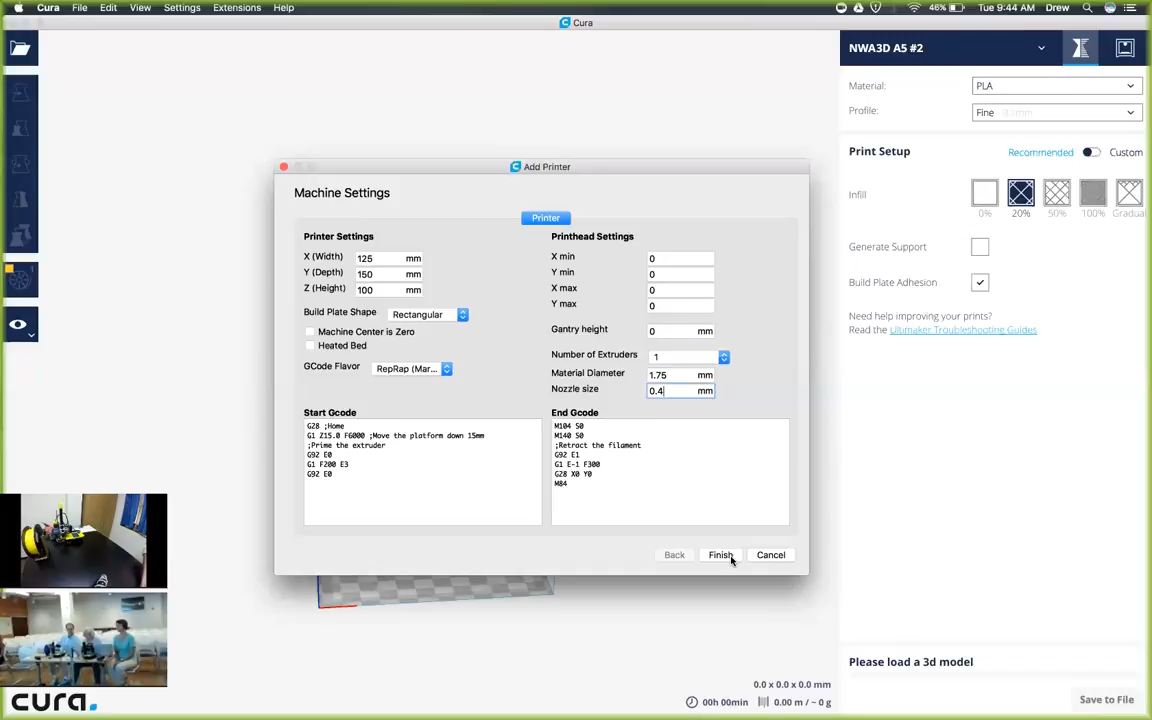 Cura File Edit View Settings Extensions Help
46% Tue 9:44 AM Drew
Cura
NWA3D A5 #2
Material: PLA
Profile: Fine 0.1mm
Print Setup Recommended Custom
Infill
0% 20% 50% 100% Gradua
Generate Support
Build Plate Adhesion
Need help improving your prints?
Read the Ultimaker Troubleshooting Guides
Add Printer
Machine Settings
Printer
Printer Settings
X (Width) 125 mm
Y (Depth) 150 mm
Z (Height) 100 mm
Build Plate Shape Rectangular
Machine Center is Zero
Heated Bed
GCode Flavor RepRap (Mar...
Printhead Settings
X min 0
Y min 0
X max 0
Y max 0
Gantry height 0 mm
Number of Extruders 1
Material Diameter 1.75 mm
Nozzle size 0.4 mm
Start Gcode
G28 ;Home
G1 Z15.0 F6000 ;Move the platform down 15mm
;Prime the extruder
G92 E0
G1 F200 E3
G92 E0
End Gcode
M104 S0
M140 S0
;Retract the filament
G92 E1
G1 E-1 F300
G28 X0 Y0
M84
Back Finish Cancel
Please load a 3d model
0.0 x 0.0 x 0.0 mm
00h 00min 0.00 m / ~ 0 g
Save to File
cura.